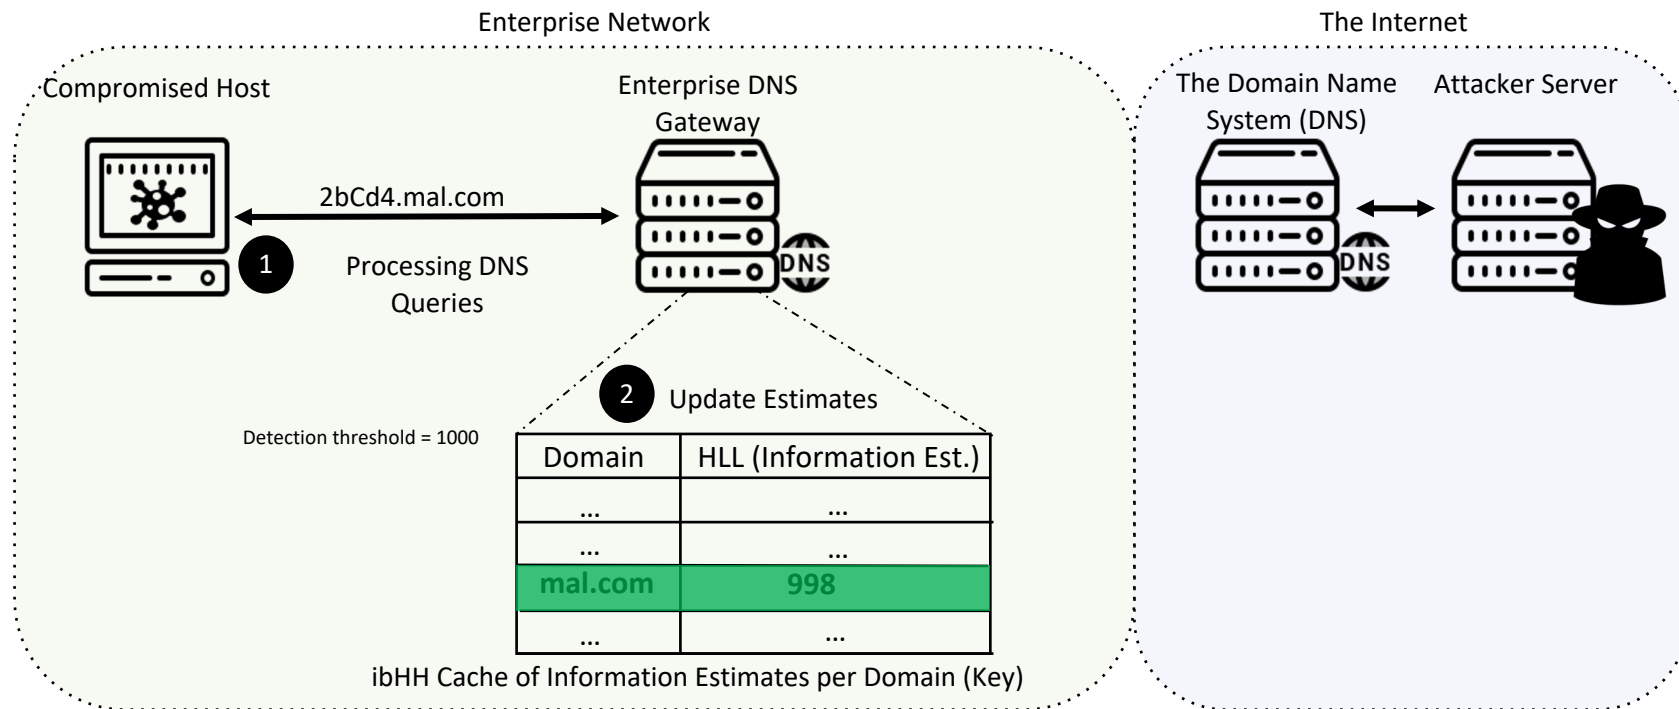 Enterprise Network
The Internet
Compromised Host
Enterprise DNS
Gateway
The Domain Name
System (DNS)
Attacker Server
2bCd4.mal.com
1
Processing DNS
Queries
DNS
DNS
2
Update Estimates
Detection threshold = 1000
Domain
HLL (Information Est.)
...
...
...
...
mal.com
998
...
...
ibHH Cache of Information Estimates per Domain (Key)